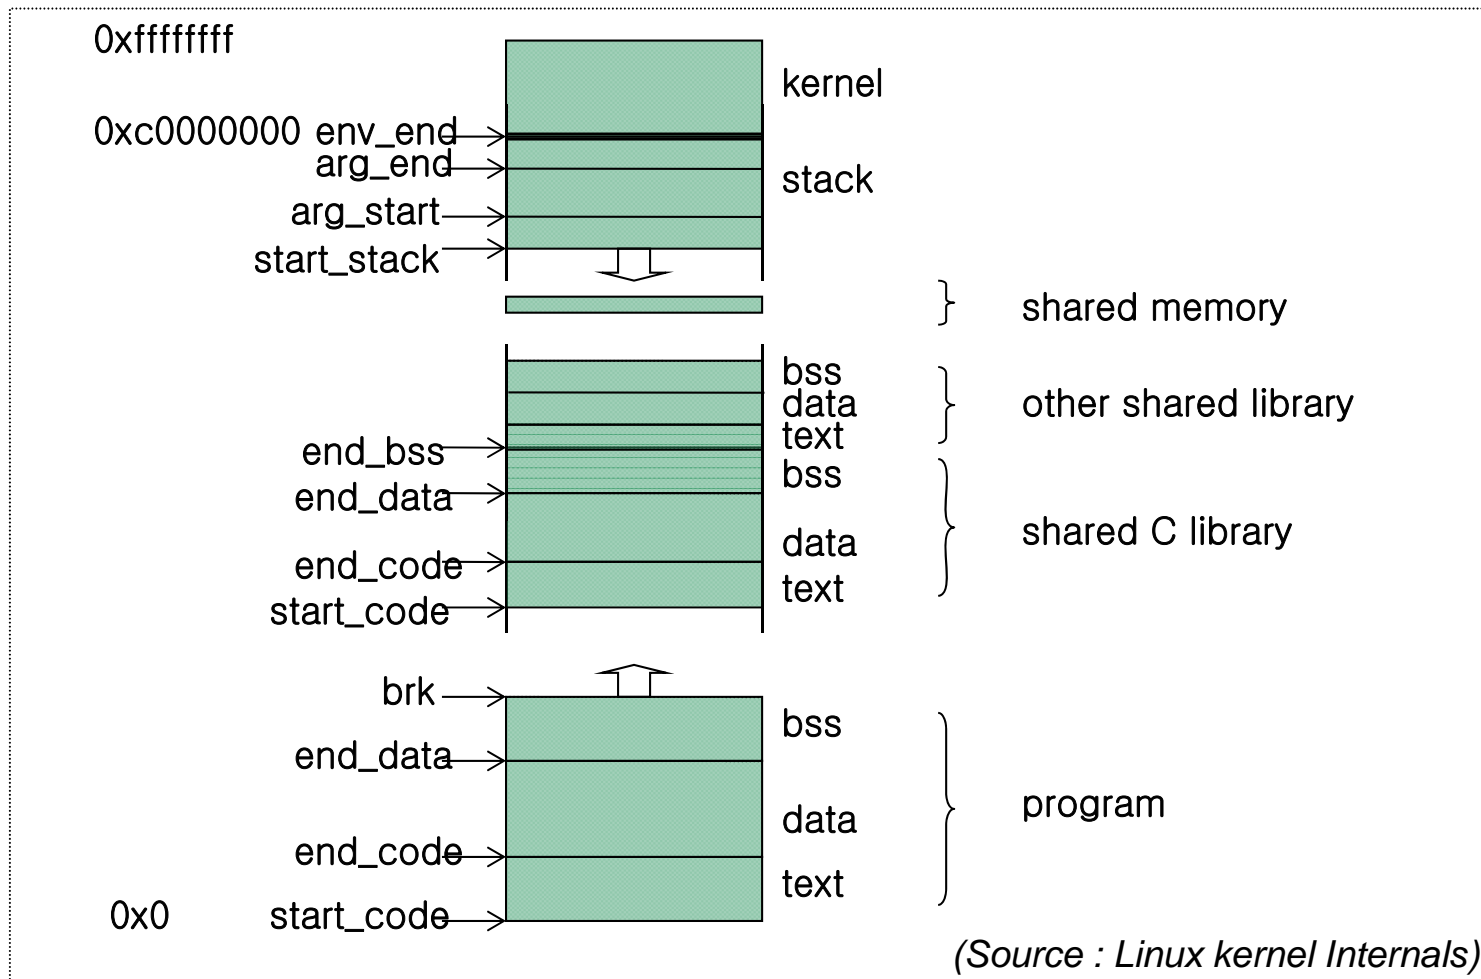 0xffffffff
kernel
0xc0000000 env_end
arg_end
stack
arg_start
start_stack
shared memory
bss
data
other shared library
text
end_bss
bss
end_data
shared C library
data
end_code
text
start_code
brk
bss
end_data
program
data
end_code
text
0x0 start_code
(Source : Linux kernel Internals)